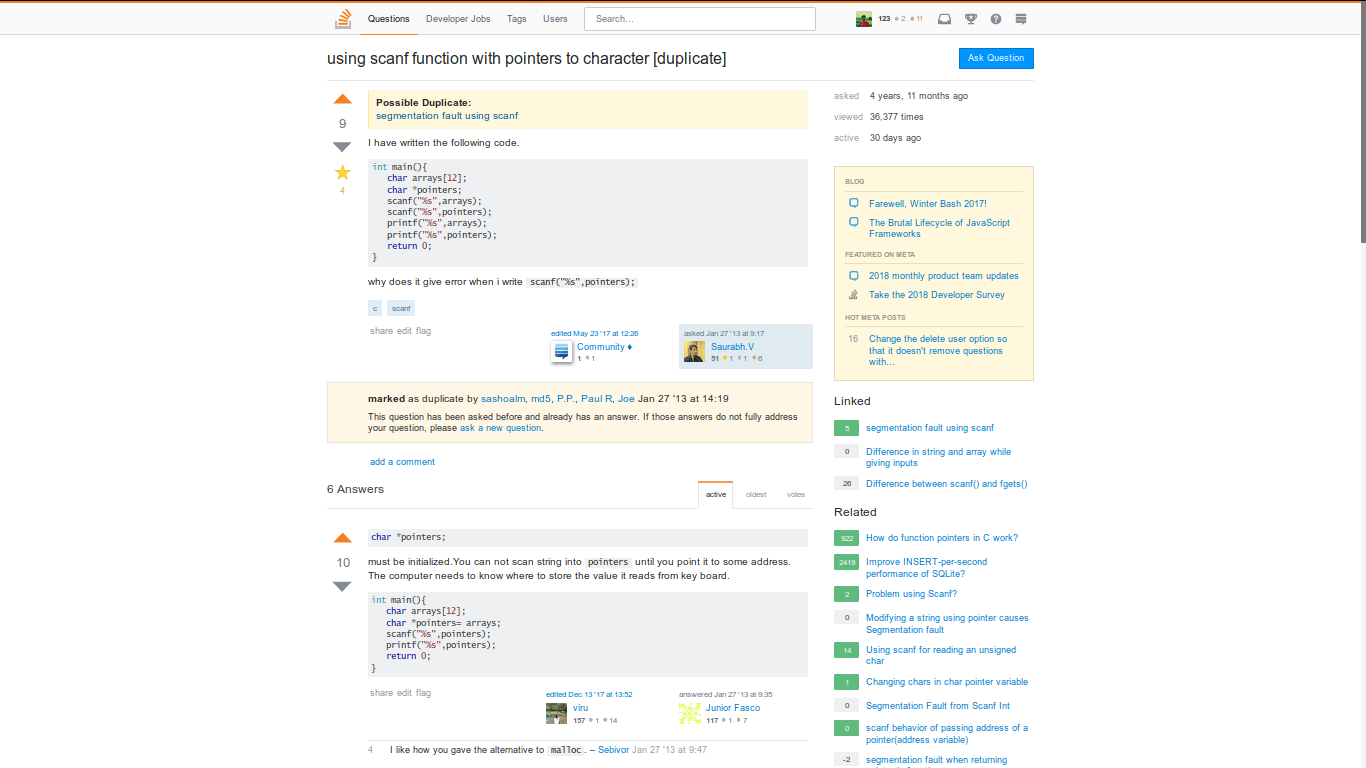 Questions Developer Jobs Tags Users Search... 123 2 11
using scanf function with pointers to character [duplicate]
Ask Question
9
4
Possible Duplicate:
segmentation fault using scanf
I have written the following code.
int main(){
char arrays[12];
char *pointers;
scanf("%s",arrays);
scanf("%s",pointers);
printf("%s",arrays);
printf("%s",pointers);
return 0;
}
why does it give error when i write scanf("%s",pointers);
c scanf
share edit flag
edited May 23 '17 at 12:26
Community ♦
1 1
asked Jan 27 '13 at 9:17
Saurabh.V
51 1 1 6
marked as duplicate by sashoalm, md5, P.P., Paul R, Joe Jan 27 '13 at 14:19
This question has been asked before and already has an answer. If those answers do not fully address
your question, please ask a new question.
add a comment
6 Answers
active oldest votes
10
char *pointers;
must be initialized.You can not scan string into pointers until you point it to some address.
The computer needs to know where to store the value it reads from key board.
int main(){
char arrays[12];
char *pointers= arrays;
scanf("%s",pointers);
printf("%s",pointers);
return 0;
}
share edit flag
edited Dec 13 '17 at 13:52
viru
157 1 14
answered Jan 27 '13 at 9:35
Junior Fasco
117 1 7
4 I like how you gave the alternative to malloc. – Sebivor Jan 27 '13 at 9:47
asked 4 years, 11 months ago
viewed 36,377 times
active 30 days ago
BLOG
Farewell, Winter Bash 2017!
The Brutal Lifecycle of JavaScript
Frameworks
FEATURED ON META
2018 monthly product team updates
Take the 2018 Developer Survey
HOT META POSTS
16 Change the delete user option so
that it doesn't remove questions
with…
Linked
5 segmentation fault using scanf
0 Difference in string and array while
giving inputs
26 Difference between scanf() and fgets()
Related
922 How do function pointers in C work?
2419 Improve INSERT-per-second
performance of SQLite?
2 Problem using Scanf?
0 Modifying a string using pointer causes
Segmentation fault
14 Using scanf for reading an unsigned
char
1 Changing chars in char pointer variable
0 Segmentation Fault from Scanf Int
0 scanf behavior of passing address of a
pointer(address variable)
-2 segmentation fault when returning